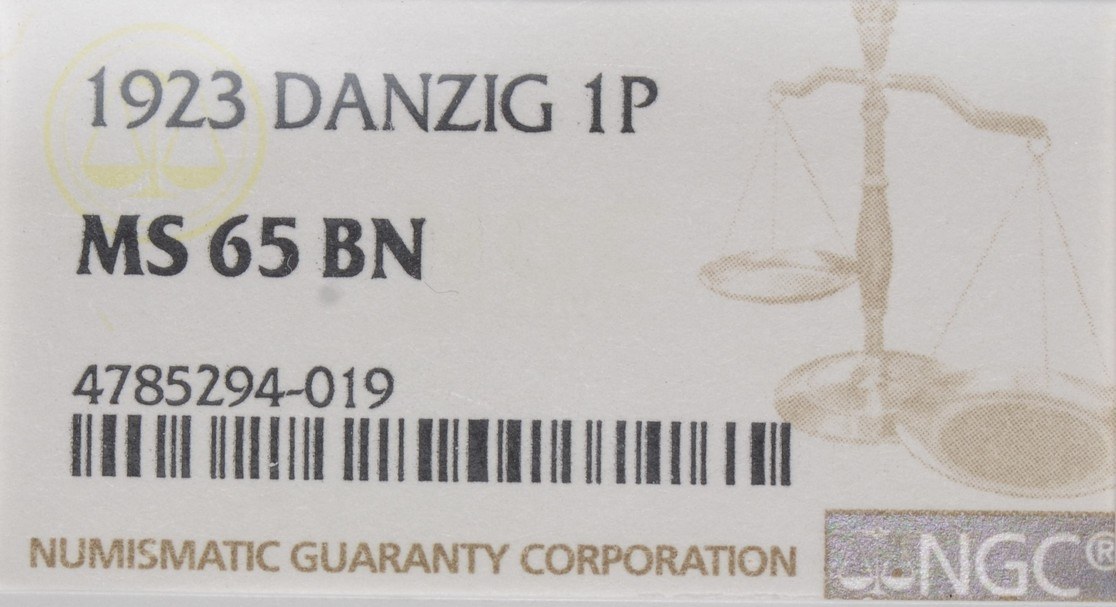 1923 DANZIG 1P
MS 65 BN
4785294-019
NUMISMATIC GUARANTY CORPORATION
NGC®